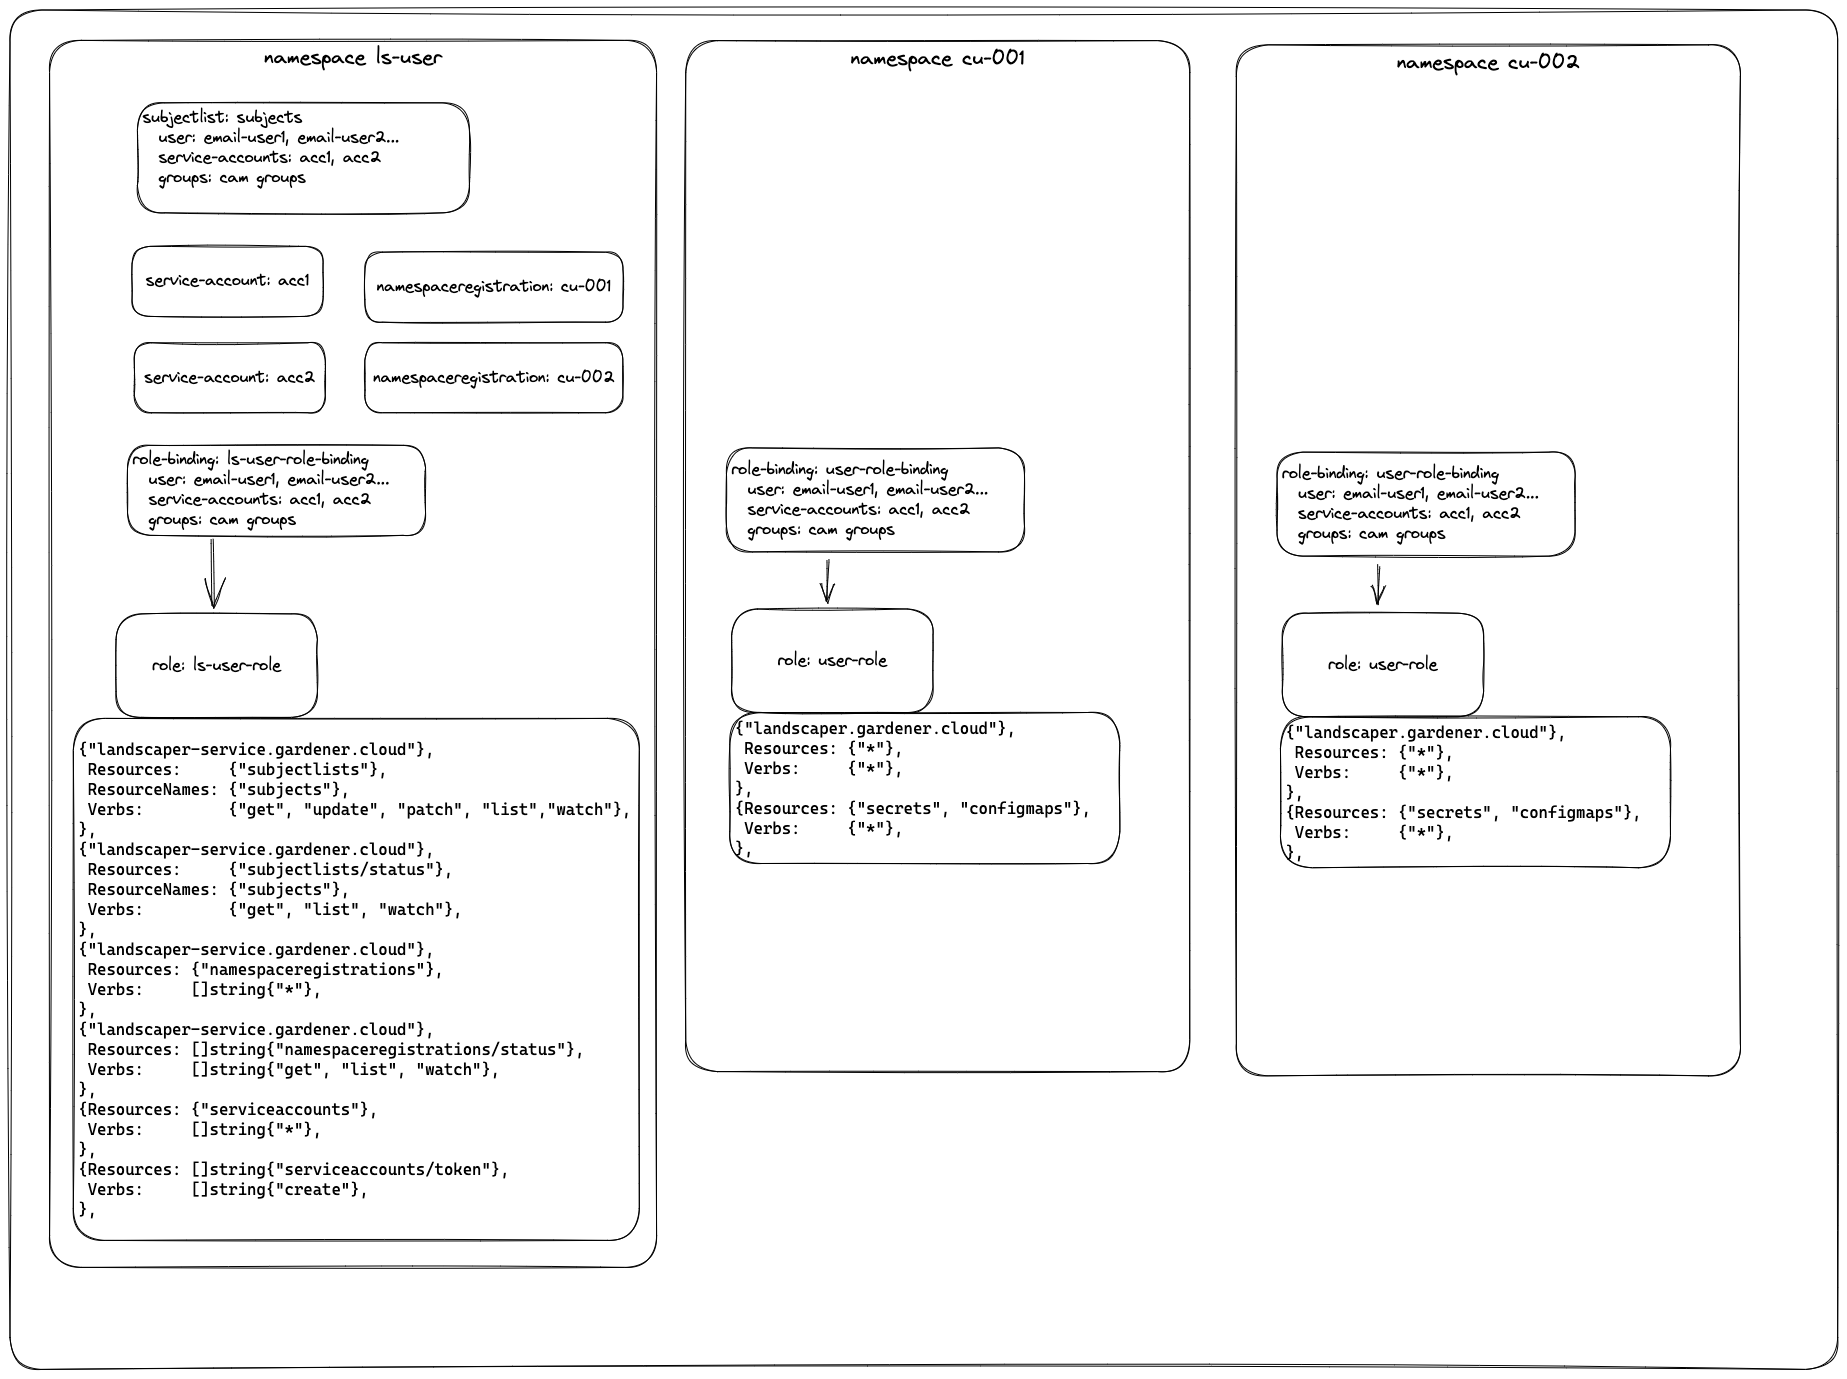 namespace ls-user
subjectlist: subjects
user: email-user1, email-user2...
service-accounts: acc1, acc2
groups: cam groups
service-account: acc1
namespaceregistration: cu-001
service-account: acc2
namespaceregistration: cu-002
role-binding: ls-user-role-binding
user: email-user1, email-user2...
service-accounts: acc1, acc2
groups: cam groups
role: ls-user-role
{"landscaper-service.gardener.cloud"},
Resources:     {"subjectlists"},
ResourceNames: {"subjects"},
Verbs:         {"get", "update", "patch", "list","watch"},
},
{"landscaper-service.gardener.cloud"},
Resources:     {"subjectlists/status"},
ResourceNames: {"subjects"},
Verbs:         {"get", "list", "watch"},
},
{"landscaper-service.gardener.cloud"},
Resources: {"namespaceregistrations"},
Verbs:     []string{"*"},
},
{"landscaper-service.gardener.cloud"},
Resources: []string{"namespaceregistrations/status"},
Verbs:     []string{"get", "list", "watch"},
},
{Resources: {"serviceaccounts"},
Verbs:     []string{"*"},
},
{Resources: []string{"serviceaccounts/token"},
Verbs:     []string{"create"},
},
namespace cu-001
role-binding: user-role-binding
user: email-user1, email-user2...
service-accounts: acc1, acc2
groups: cam groups
role: user-role
{"landscaper.gardener.cloud"},
Resources: {"*"},
Verbs:     {"*"},
},
{Resources: {"secrets", "configmaps"},
Verbs:     {"*"},
},
namespace cu-002
role-binding: user-role-binding
user: email-user1, email-user2...
service-accounts: acc1, acc2
groups: cam groups
role: user-role
{"landscaper.gardener.cloud"},
Resources: {"*"},
Verbs:     {"*"},
},
{Resources: {"secrets", "configmaps"},
Verbs:     {"*"},
},